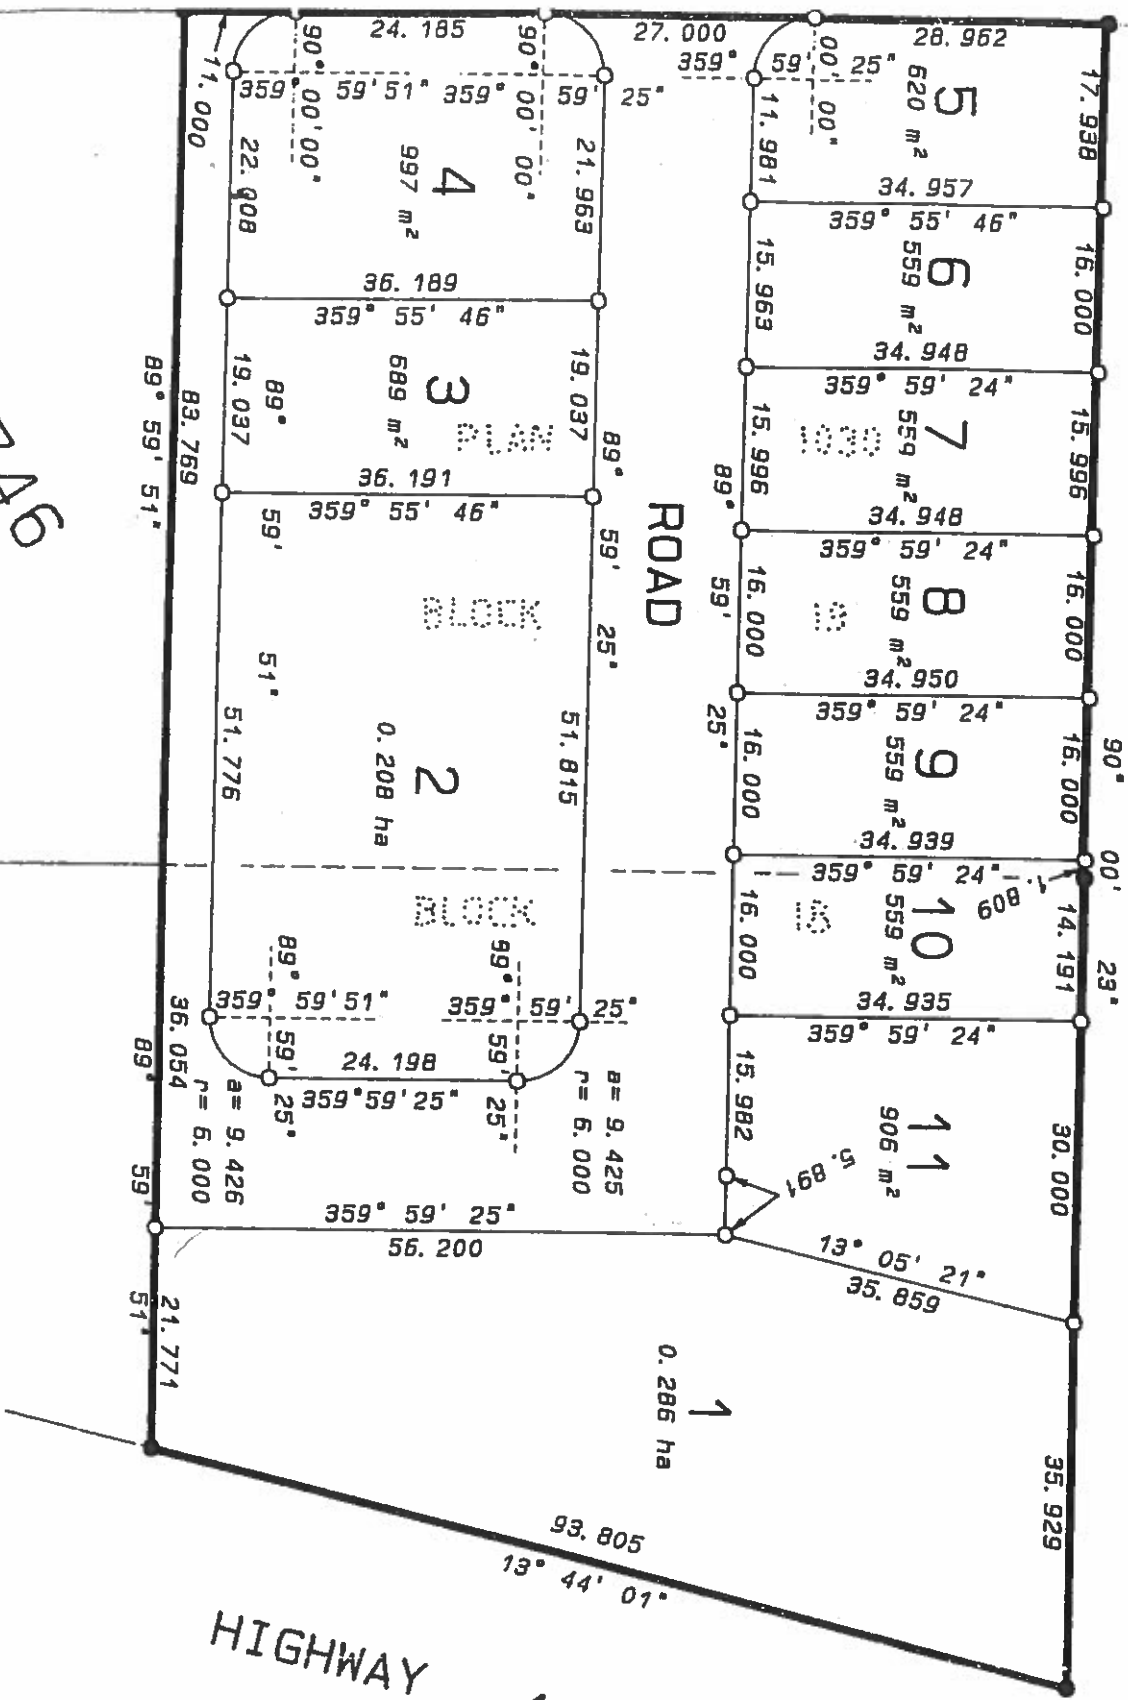 24.185
27.000
28.962
11.000
90° 00' 00"
359° 59' 51"
90° 00' 00"
359° 59' 25"
359° 59' 25"
00' 00"
22.008
4
997 m²
21.963
11.981
5
620 m²
17.938
36.189
359° 55' 46"
34.957
359° 55' 46"
19.037
3
689 m²
19.037
15.963
6
559 m²
16.000
34.948
359° 59' 24"
83.769
89° 59' 51"
89° 59' 51"
PLAN
1030
15.996
7
559 m²
15.996
36.191
359° 55' 46"
34.948
359° 59' 24"
89° 59' 25"
ROAD
89° 59' 25"
BLOCK
16.000
8
559 m²
16.000
34.950
359° 59' 24"
51.776
2
0.208 ha
51.815
16.000
9
559 m²
16.000
90° 00' 23"
34.939
359° 59' 24"
1.809
BLOCK
16.000
10
559 m²
14.191
34.935
359° 59' 24"
89° 59' 25"
359° 59' 51"
99° 59' 25"
359° 59' 25"
24.198
359° 59' 25"
a= 9.426
r= 6.000
a= 9.425
r= 6.000
36.054
89° 59' 51"
15.982
11
906 m²
30.000
5.891
359° 59' 25"
56.200
13° 05' 21"
35.859
21.771
1
0.286 ha
35.929
93.805
13° 44' 01"
HIGHWAY